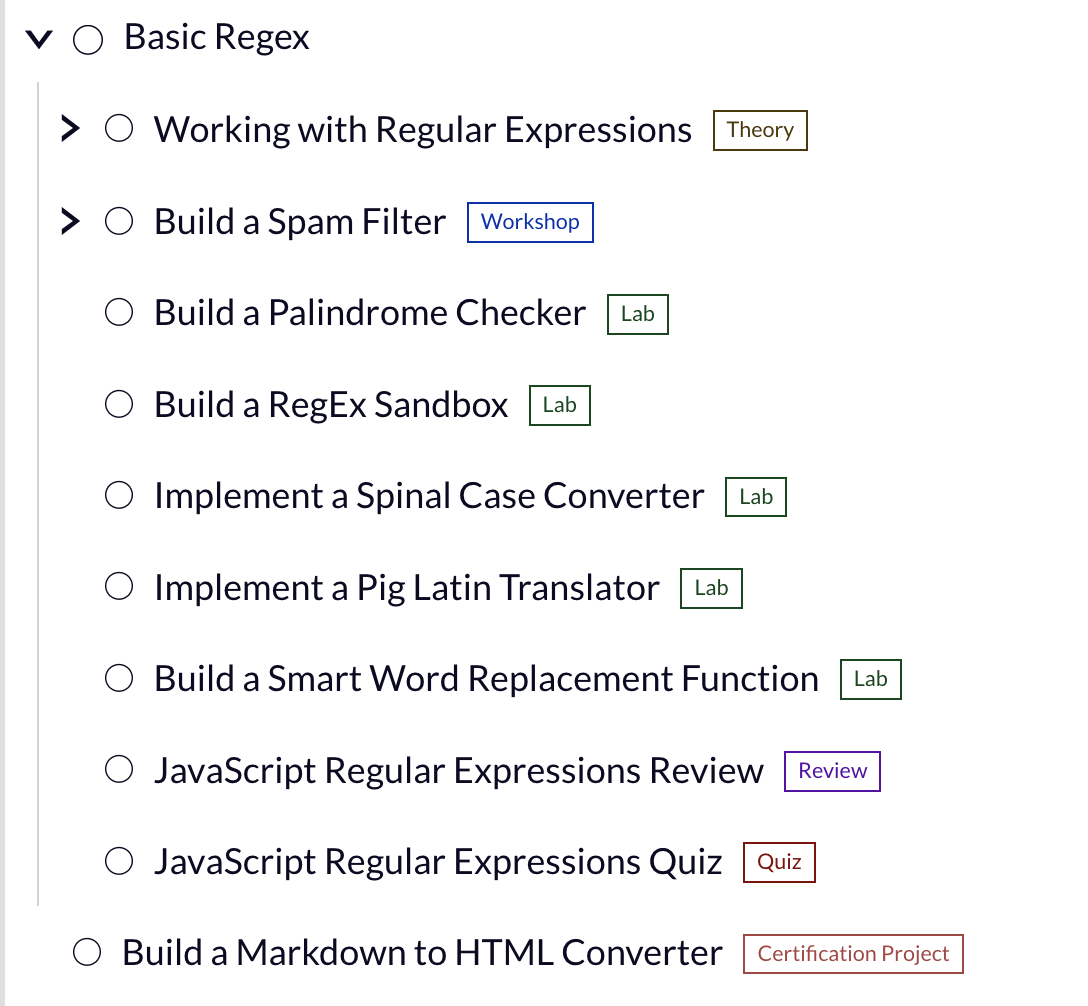 Basic Regex
Working with Regular Expressions Theory
Build a Spam Filter Workshop
Build a Palindrome Checker Lab
Build a RegEx Sandbox Lab
Implement a Spinal Case Converter Lab
Implement a Pig Latin Translator Lab
Build a Smart Word Replacement Function Lab
JavaScript Regular Expressions Review Review
JavaScript Regular Expressions Quiz Quiz
Build a Markdown to HTML Converter Certification Project